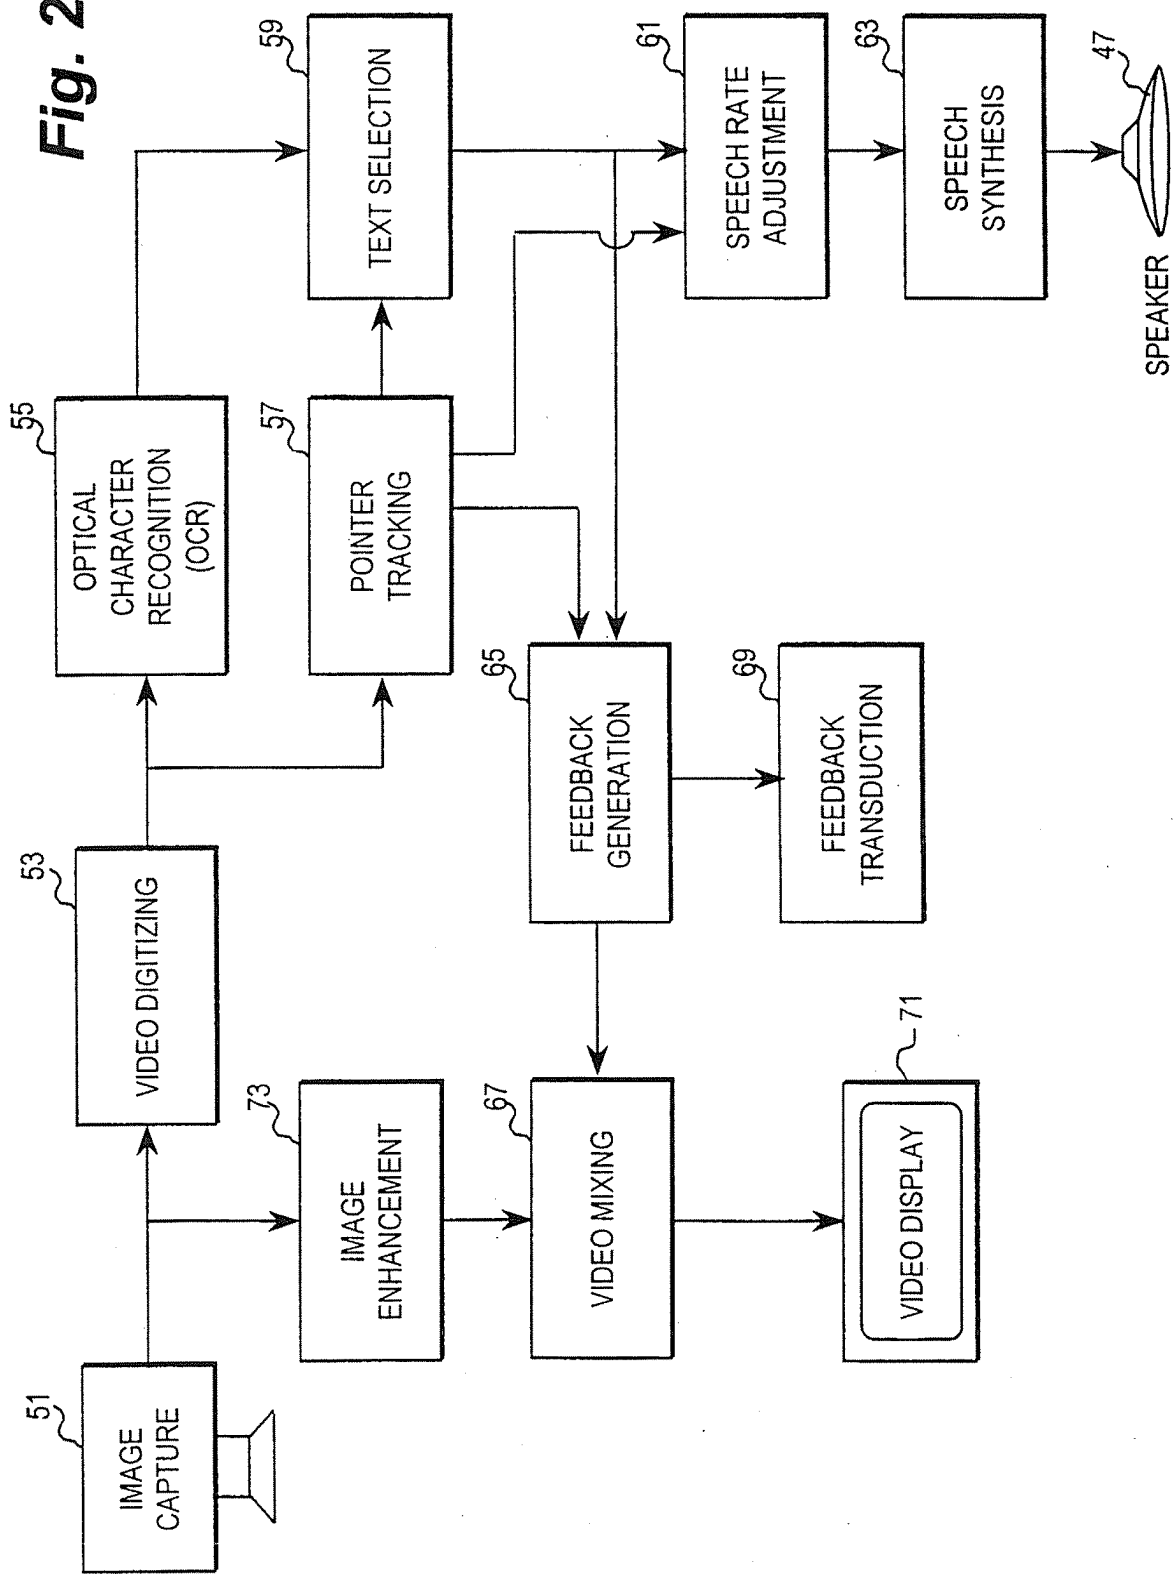 Fig. 2
51
IMAGE
CAPTURE
53
VIDEO DIGITIZING
55
OPTICAL
CHARACTER
RECOGNITION
(OCR)
57
POINTER
TRACKING
59
TEXT SELECTION
73
IMAGE
ENHANCEMENT
67
VIDEO MIXING
65
FEEDBACK
GENERATION
61
SPEECH RATE
ADJUSTMENT
63
SPEECH
SYNTHESIS
69
FEEDBACK
TRANSDUCTION
71
VIDEO DISPLAY
47
SPEAKER